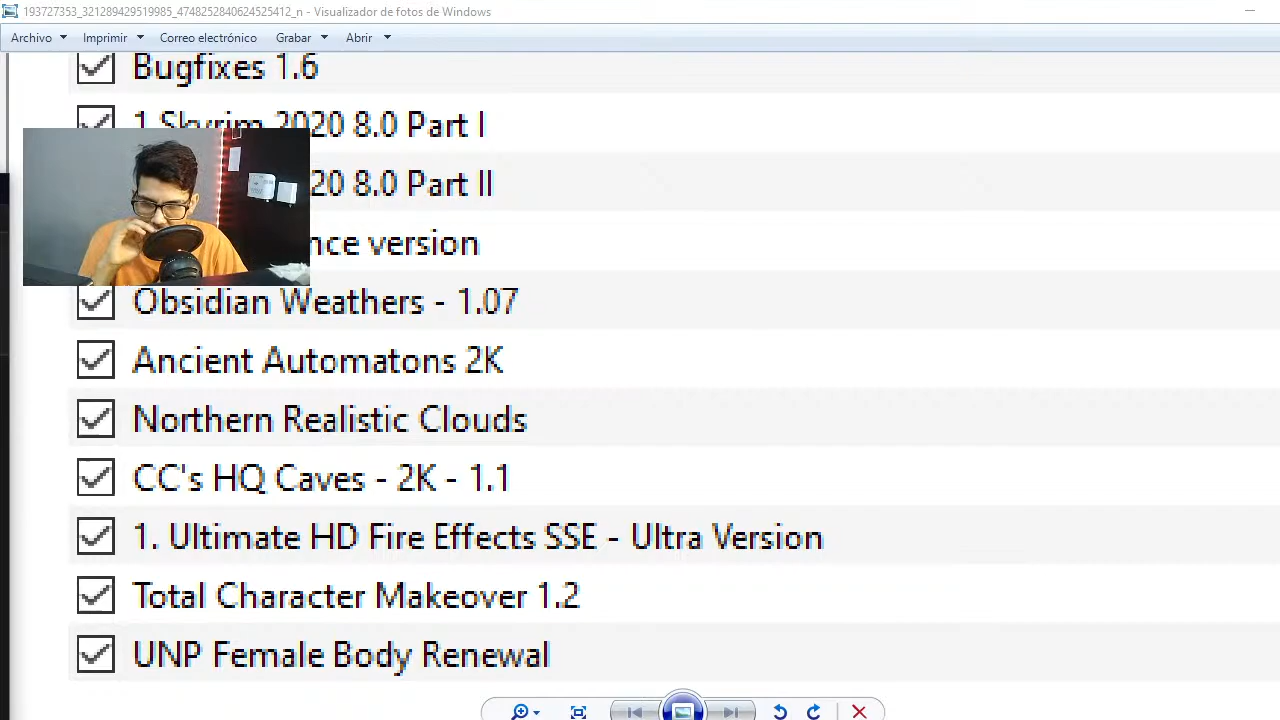 193727353_321289429519985_4748252840624525412_n - Visualizador de fotos de Windows
Archivo Imprimir Correo electrónico Grabar Abrir
Bugfixes 1.6
1 Skyrim 2020 8.0 Part I
20 8.0 Part II
nce version
Obsidian Weathers - 1.07
Ancient Automatons 2K
Northern Realistic Clouds
CC's HQ Caves - 2K - 1.1
1. Ultimate HD Fire Effects SSE - Ultra Version
Total Character Makeover 1.2
UNP Female Body Renewal